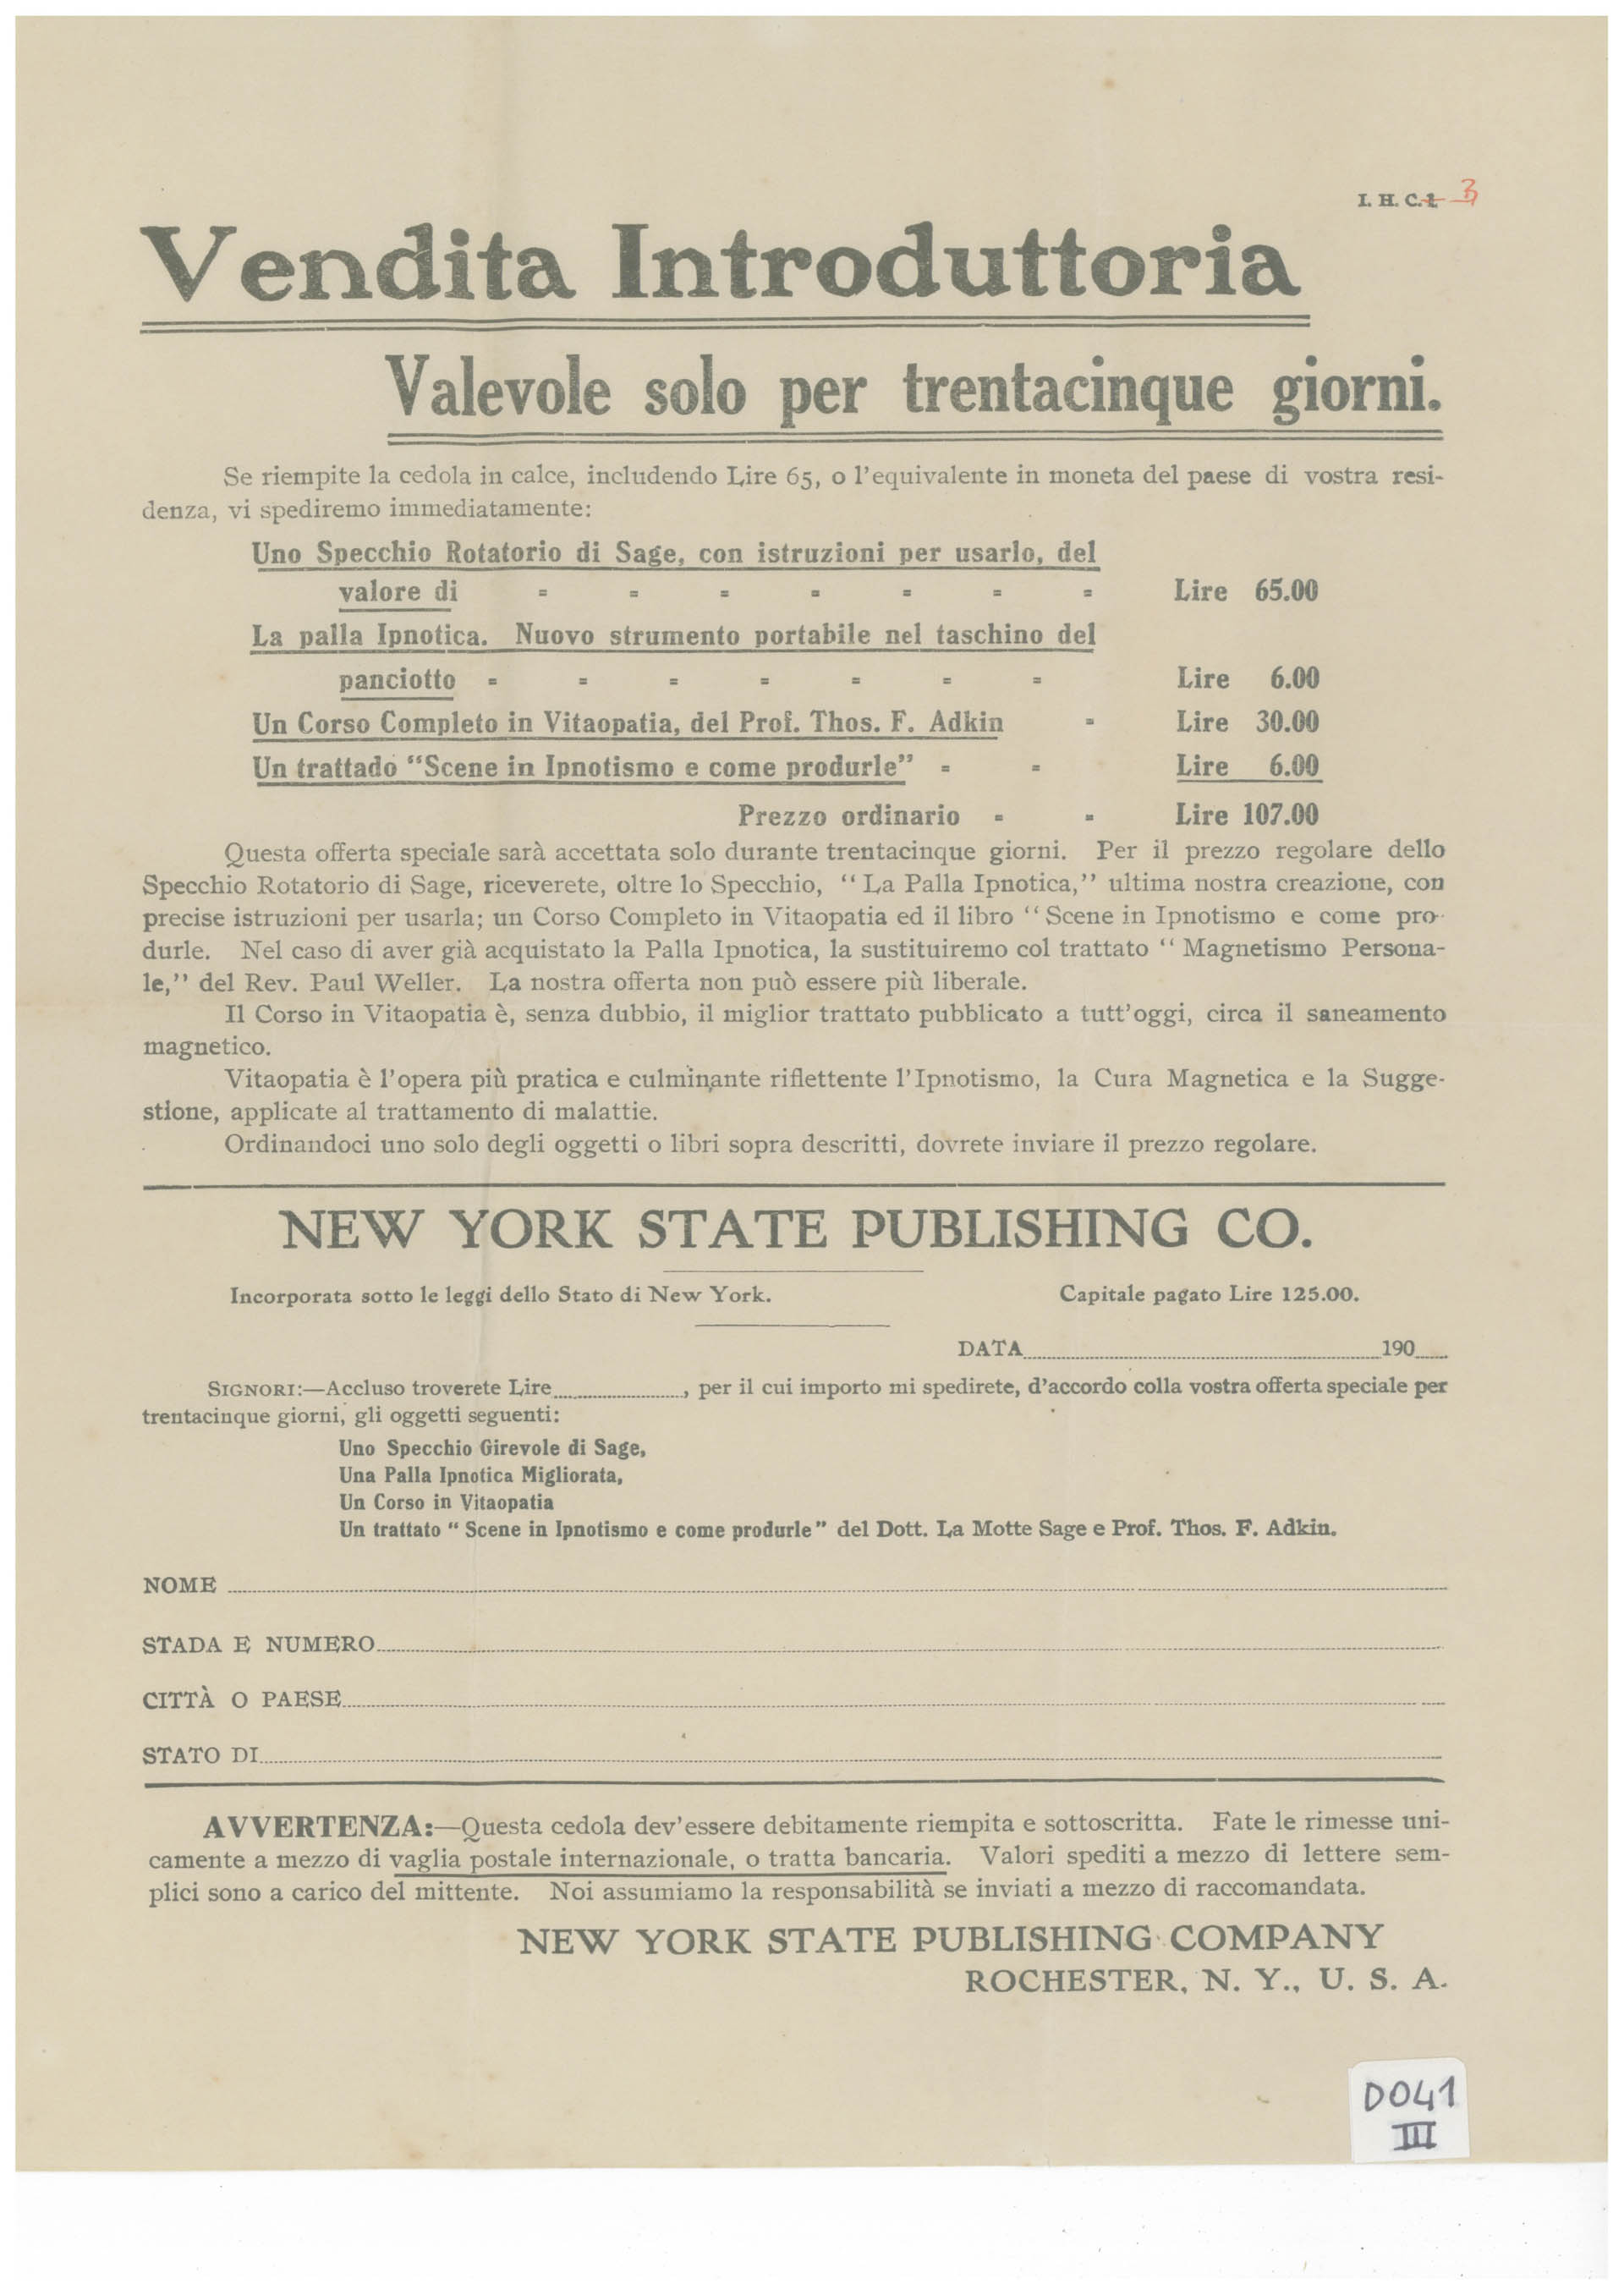 I. H. C. 1 3
Vendita Introduttoria
Valevole solo per trentacinque giorni.
Se riempite la cedola in calce, includendo Lire 65, o l'equivalente in moneta del paese di vostra resi-
denza, vi spediremo immediatamente:
Uno Specchio Rotatorio di Sage, con istruzioni per usarlo, del
valore di - - - - - - - Lire 65.00
La palla Ipnotica. Nuovo strumento portabile nel taschino del
panciotto - - - - - - - Lire 6.00
Un Corso Completo in Vitaopatia, del Prof. Thos. F. Adkin - Lire 30.00
Un trattado "Scene in Ipnotismo e come produrle" - - Lire 6.00
Prezzo ordinario - - Lire 107.00
Questa offerta speciale sarà accettata solo durante trentacinque giorni. Per il prezzo regolare dello
Specchio Rotatorio di Sage, riceverete, oltre lo Specchio, "La Palla Ipnotica," ultima nostra creazione, con
precise istruzioni per usarla; un Corso Completo in Vitaopatia ed il libro "Scene in Ipnotismo e come pro-
durle. Nel caso di aver già acquistato la Palla Ipnotica, la sustituiremo col trattato "Magnetismo Persona-
le," del Rev. Paul Weller. La nostra offerta non può essere più liberale.
Il Corso in Vitaopatia è, senza dubbio, il miglior trattato pubblicato a tutt'oggi, circa il saneamento
magnetico.
Vitaopatia è l'opera più pratica e culminante riflettente l'Ipnotismo, la Cura Magnetica e la Sugge-
stione, applicate al trattamento di malattie.
Ordinandoci uno solo degli oggetti o libri sopra descritti, dovrete inviare il prezzo regolare.
NEW YORK STATE PUBLISHING CO.
Incorporata sotto le leggi dello Stato di New York. Capitale pagato Lire 125.00.
DATA 190
SIGNORI:—Accluso troverete Lire , per il cui importo mi spedirete, d'accordo colla vostra offerta speciale per
trentacinque giorni, gli oggetti seguenti:
Uno Specchio Girevole di Sage,
Una Palla Ipnotica Migliorata,
Un Corso in Vitaopatia
Un trattato "Scene in Ipnotismo e come produrle" del Dott. La Motte Sage e Prof. Thos. F. Adkin.
NOME
STADA E NUMERO
CITTÀ O PAESE
STATO DI
AVVERTENZA:—Questa cedola dev'essere debitamente riempita e sottoscritta. Fate le rimesse uni-
camente a mezzo di vaglia postale internazionale, o tratta bancaria. Valori spediti a mezzo di lettere sem-
plici sono a carico del mittente. Noi assumiamo la responsabilità se inviati a mezzo di raccomandata.
NEW YORK STATE PUBLISHING COMPANY
ROCHESTER, N. Y., U. S. A.
D041
III